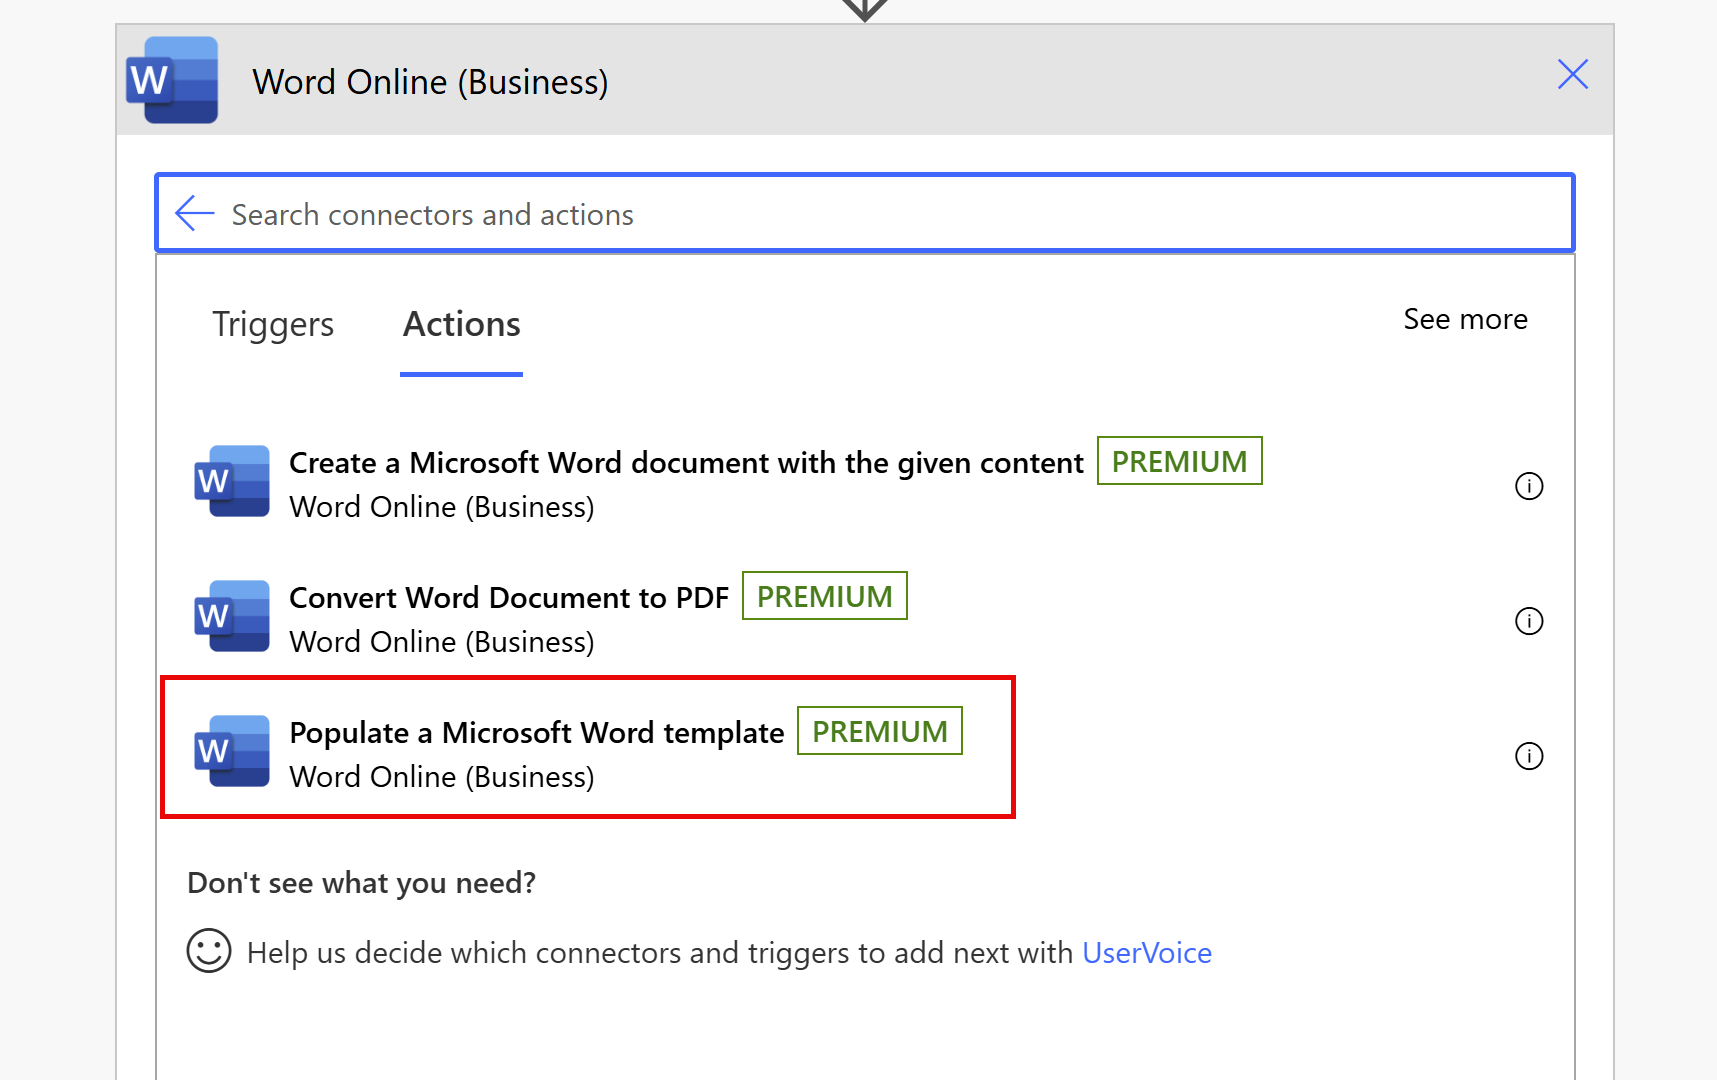 W
Word Online (Business)
Search connectors and actions
Triggers
Actions
See more
W
Create a Microsoft Word document with the given content PREMIUM
Word Online (Business)
W
Convert Word Document to PDF PREMIUM
Word Online (Business)
W
Populate a Microsoft Word template PREMIUM
Word Online (Business)
Don't see what you need?
Help us decide which connectors and triggers to add next with UserVoice